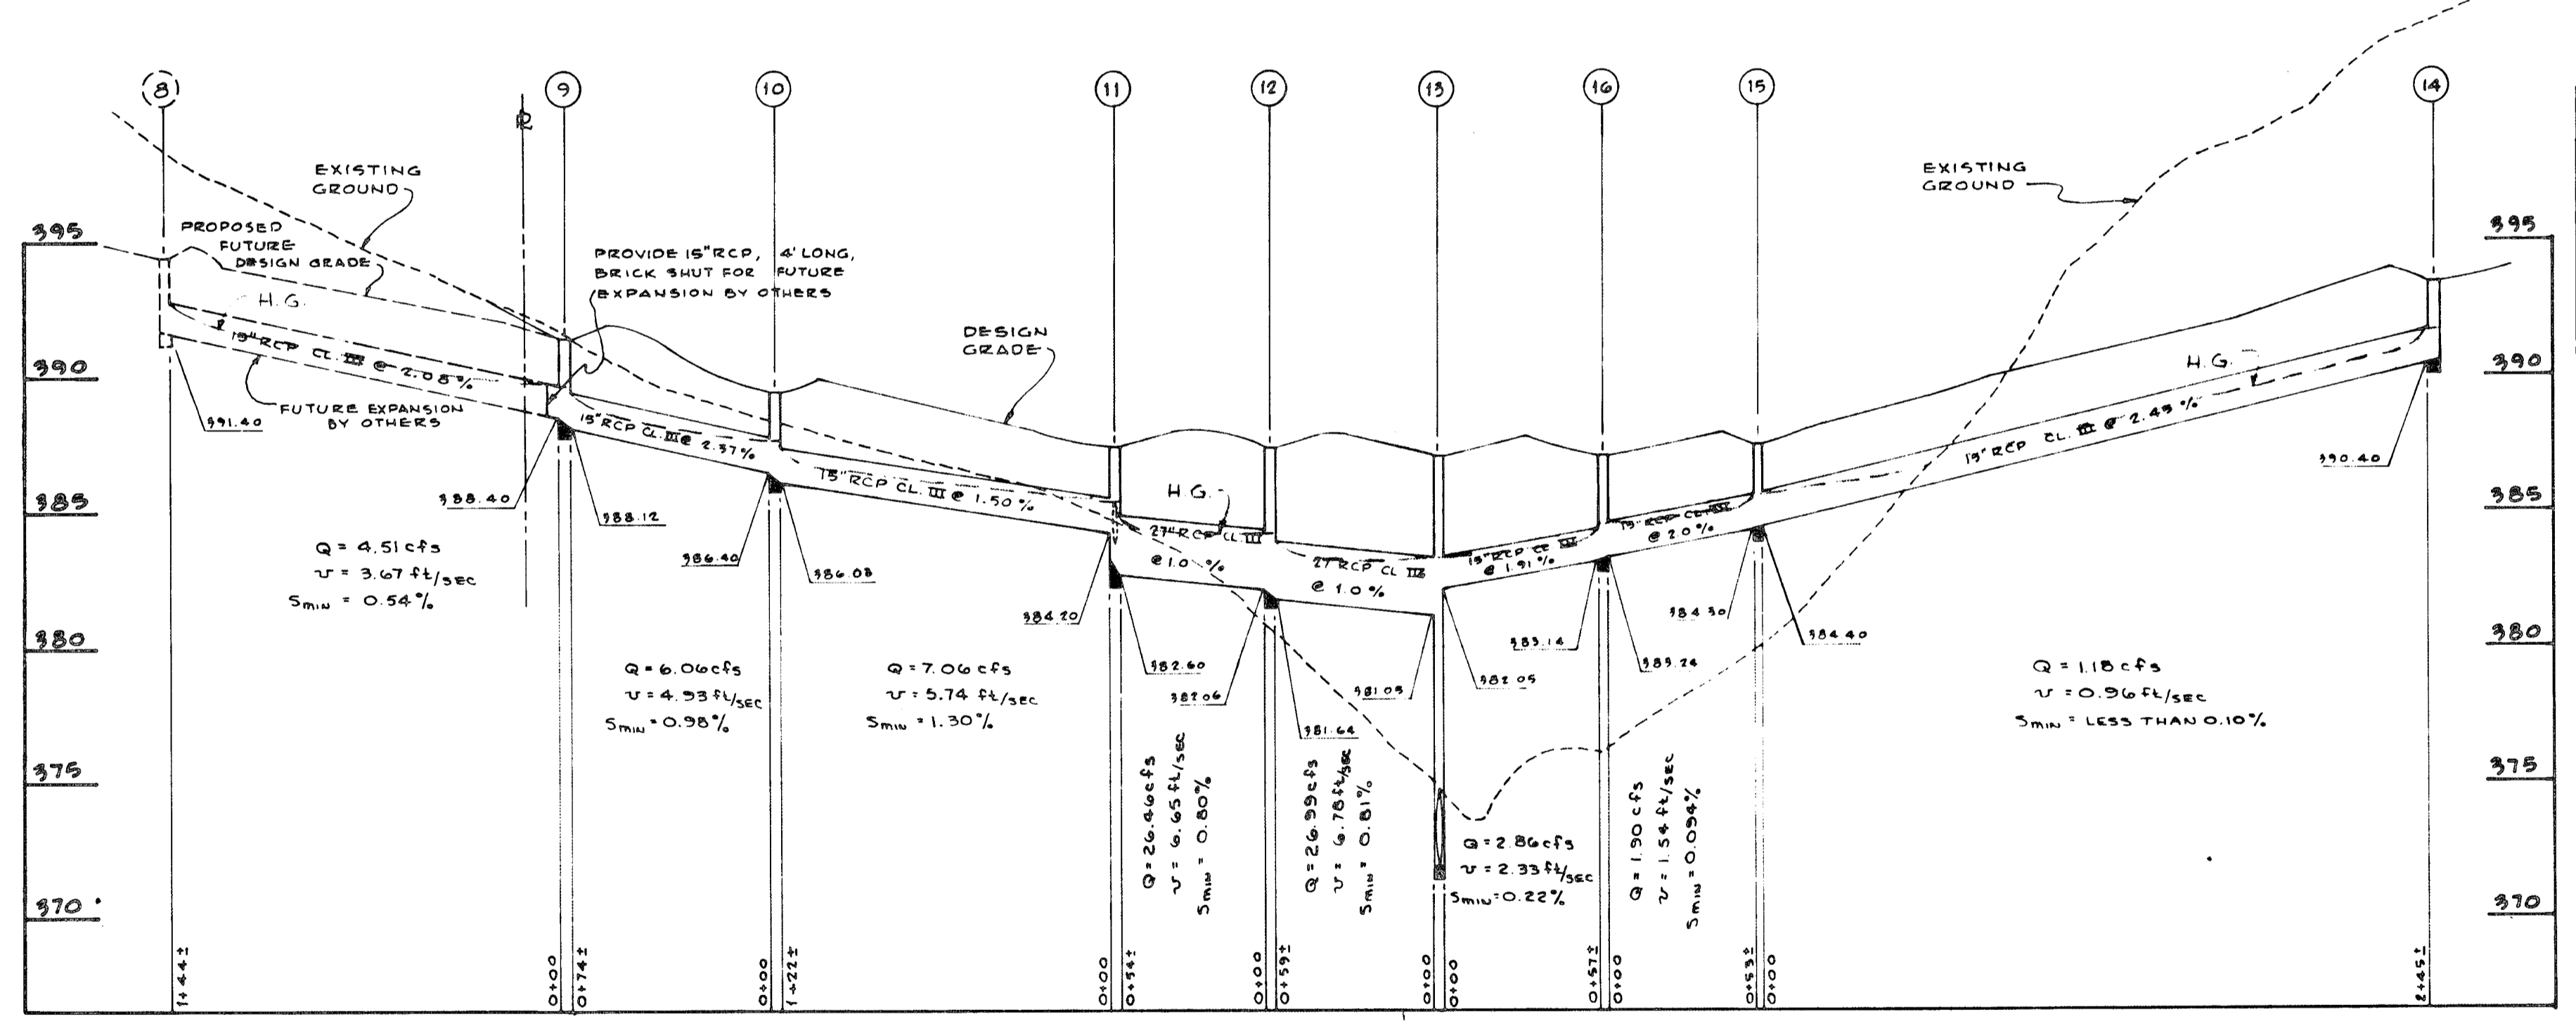 8
9
10
11
12
13
16
15
14
EXISTING
GROUND
PROPOSED
FUTURE
DESIGN GRADE
H.G.
15" RCP CL. III @ 2.08%
FUTURE EXPANSION
BY OTHERS
PROVIDE 15" RCP, 4' LONG,
BRICK SHUT FOR FUTURE
EXPANSION BY OTHERS
DESIGN
GRADE
EXISTING
GROUND
395
390
385
380
375
370
395
390
385
380
375
370
15" RCP CL. III @ 2.37%
15" RCP CL. III @ 1.50%
H.G.
27" RCP CL. III
@ 1.0 %
27" RCP CL III
@ 1.0 %
15" RCP CL III
@ 1.91 %
15" RCP CL. III
@ 2.0 %
15" RCP CL. III @ 2.45 %
H.G.
391.40
388.40
388.12
386.40
386.03
384.20
382.60
382.06
381.64
381.05
382.05
383.14
383.24
384.30
384.40
390.40
Q = 4.51 cfs
v = 3.67 ft/SEC
SMIN = 0.54%
Q = 6.06 cfs
v = 4.93 ft/SEC
SMIN = 0.98%
Q = 7.06 cfs
v = 5.74 ft/SEC
SMIN = 1.30%
Q = 26.46 cfs
v = 6.65 ft/SEC
SMIN = 0.80%
Q = 26.99 cfs
v = 6.78 ft/SEC
SMIN = 0.81%
Q = 2.86 cfs
v = 2.33 ft/SEC
SMIN = 0.22%
Q = 1.90 cfs
v = 1.54 ft/SEC
SMIN = 0.094%
Q = 1.18 cfs
v = 0.96 ft/SEC
SMIN = LESS THAN 0.10%
1+44±
0+00
0+74±
0+00
1+22±
0+00
0+54±
0+00
0+59±
0+00
0+00
0+57±
0+00
0+53±
0+00
2+45±